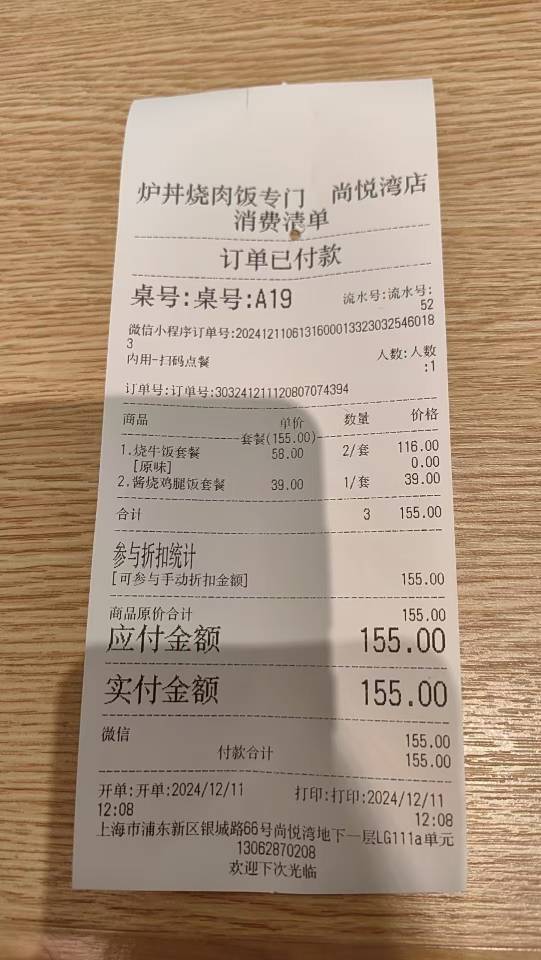 炉丼烧肉饭专门 尚悦湾店
消费清单
订单已付款
桌号:桌号:A19 流水号:流水号:
52
微信小程序订单号:2024121106131600013323032546018
3
内用-扫码点餐 人数:人数
:1
订单号:订单号:303241211120807074394
商品 单价 数量 价格
套餐(155.00)
1.烧牛饭套餐 58.00 2/套 116.00
[原味] 0.00
2.酱烧鸡腿饭套餐 39.00 1/套 39.00
合计 3 155.00
参与折扣统计
[可参与手动折扣金额] 155.00
商品原价合计 155.00
应付金额 155.00
实付金额 155.00
微信 155.00
付款合计 155.00
开单:开单:2024/12/11 打印:打印:2024/12/11
12:08 12:08
上海市浦东新区银城路66号尚悦湾地下一层LG111a单元
13062870208
欢迎下次光临